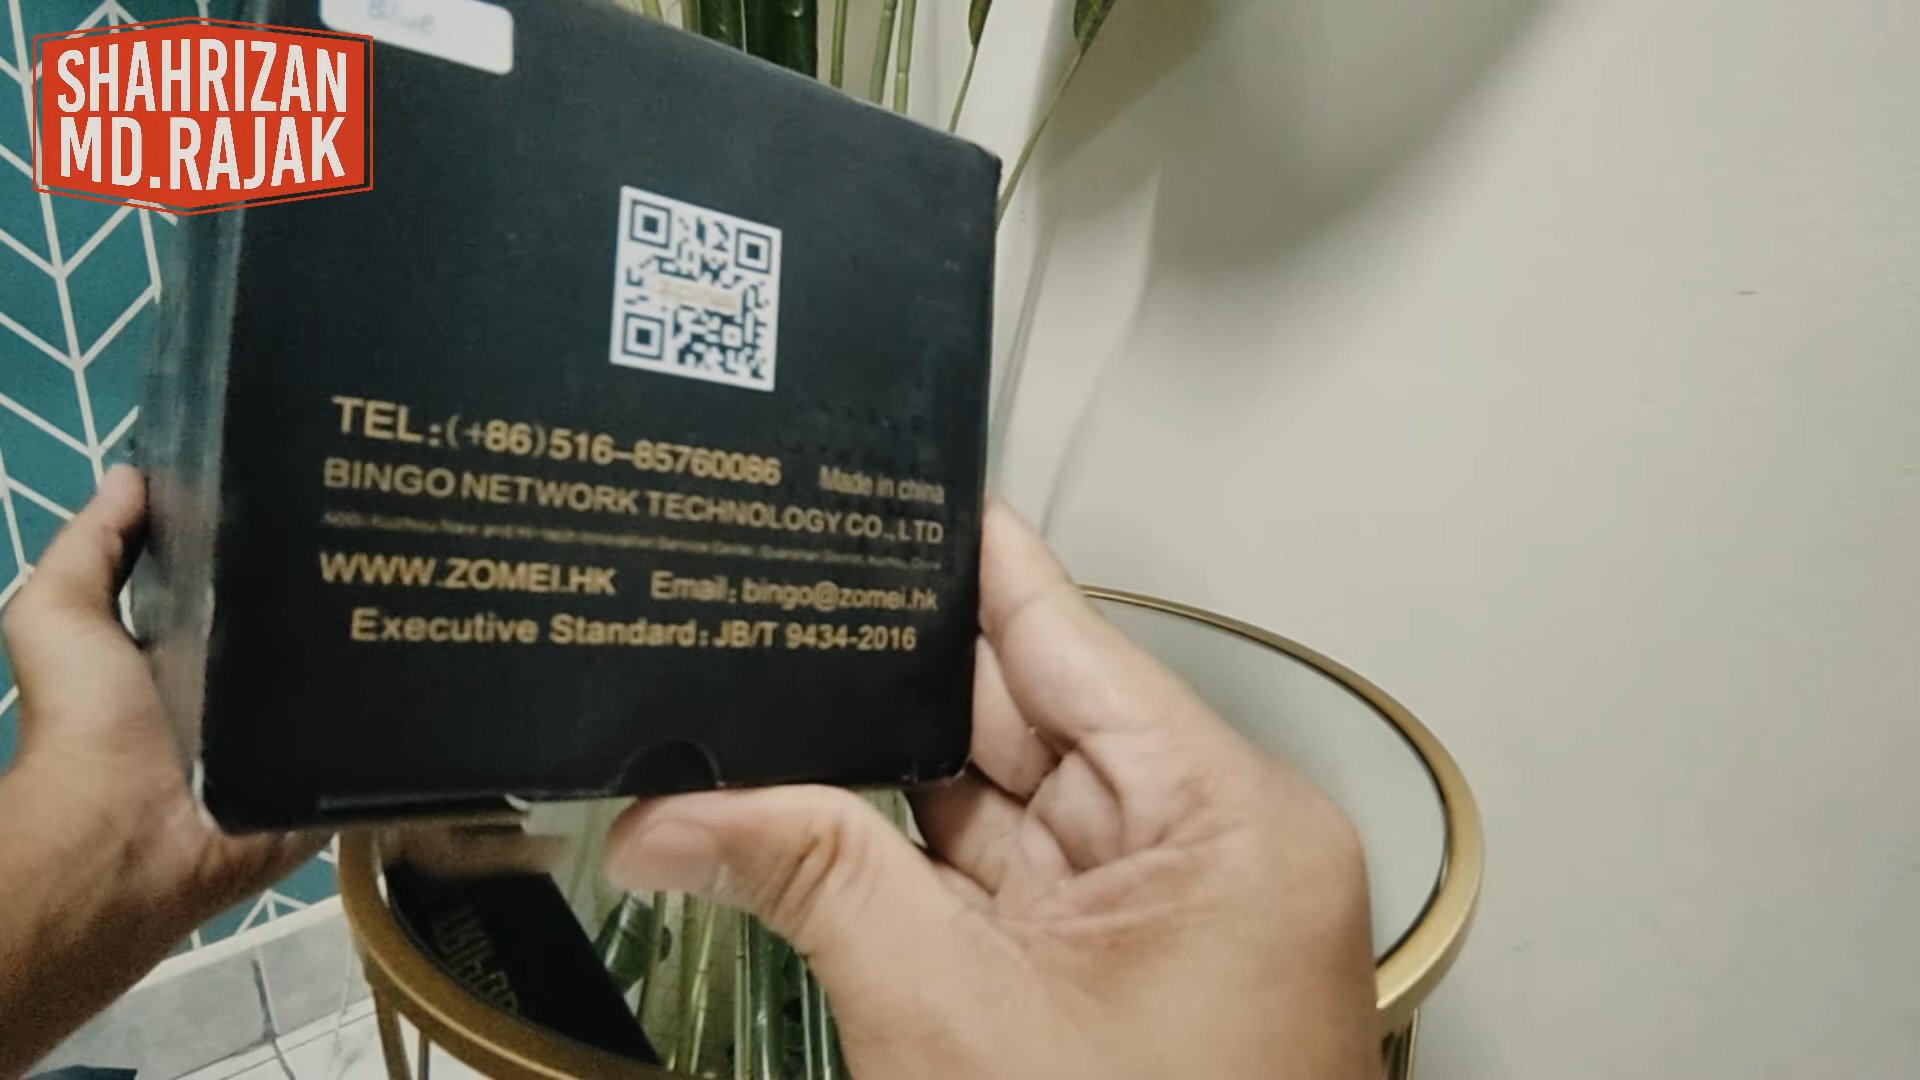 SHAHRIZAN
MD.RAJAK
Blue
TEL:(+86)516-85760086 Made in china
BINGO NETWORK TECHNOLOGY CO.,LTD
WWW.ZOMEI.HK Email: bingo@zomei.hk
Executive Standard: JB/T 9434-2016